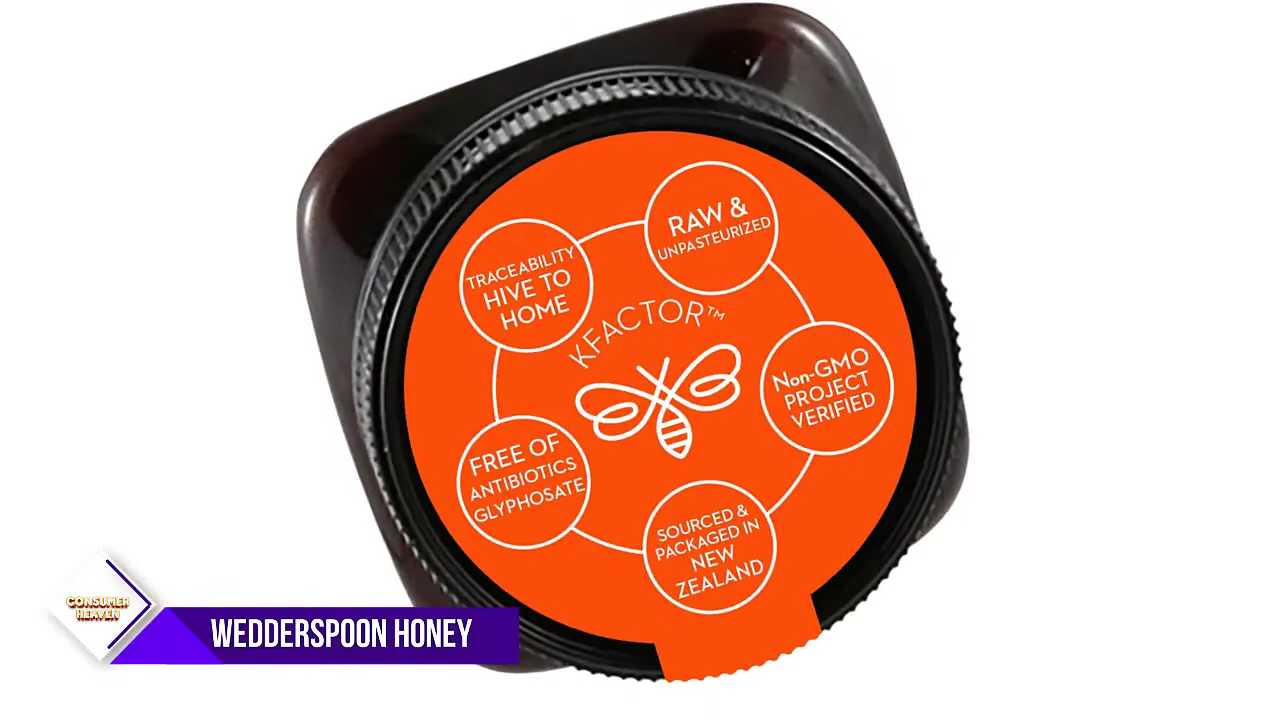 RAW &
UNPASTEURIZED
TRACEABILITY
HIVE TO
HOME
KFACTOR™
Non-GMO
PROJECT
VERIFIED
FREE OF
ANTIBIOTICS
GLYPHOSATE
SOURCED &
PACKAGED IN
NEW
ZEALAND
CONSUMER
HEAVEN
WEDDERSPOON HONEY